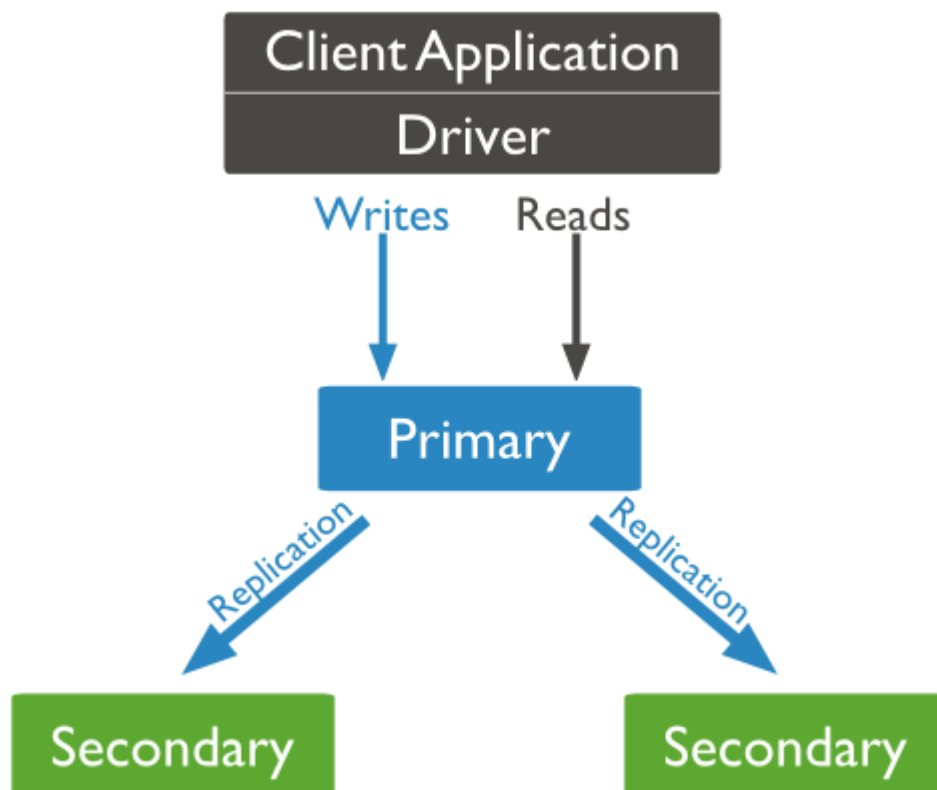 Client Application
Driver
Writes Reads
Primary
Replication Replication
Secondary Secondary